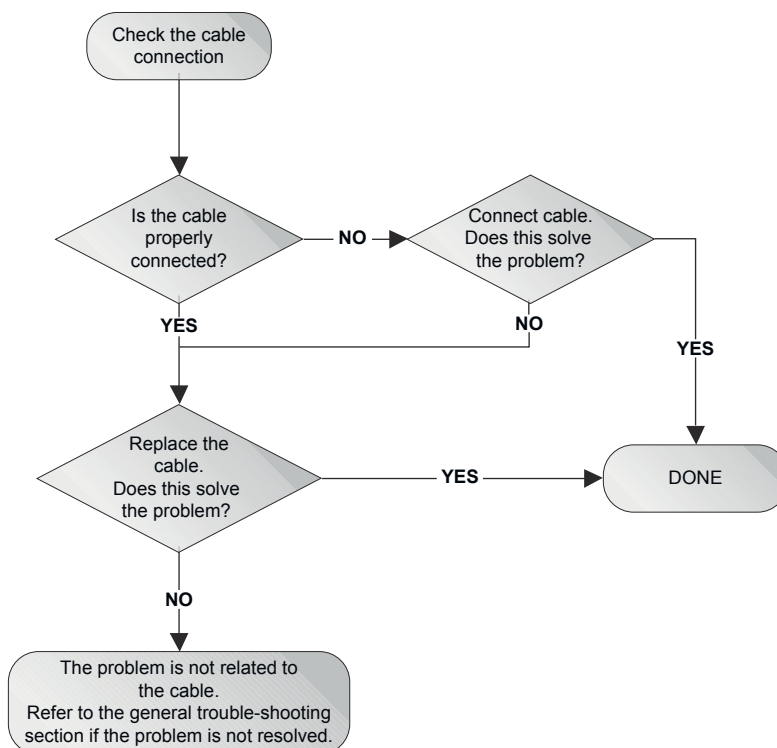 Check the cable
connection
Is the cable
properly
connected?
NO
Connect cable.
Does this solve
the problem?
YES
NO
YES
Replace the
cable.
Does this solve
the problem?
YES
DONE
NO
The problem is not related to
the cable.
Refer to the general trouble-shooting
section if the problem is not resolved.